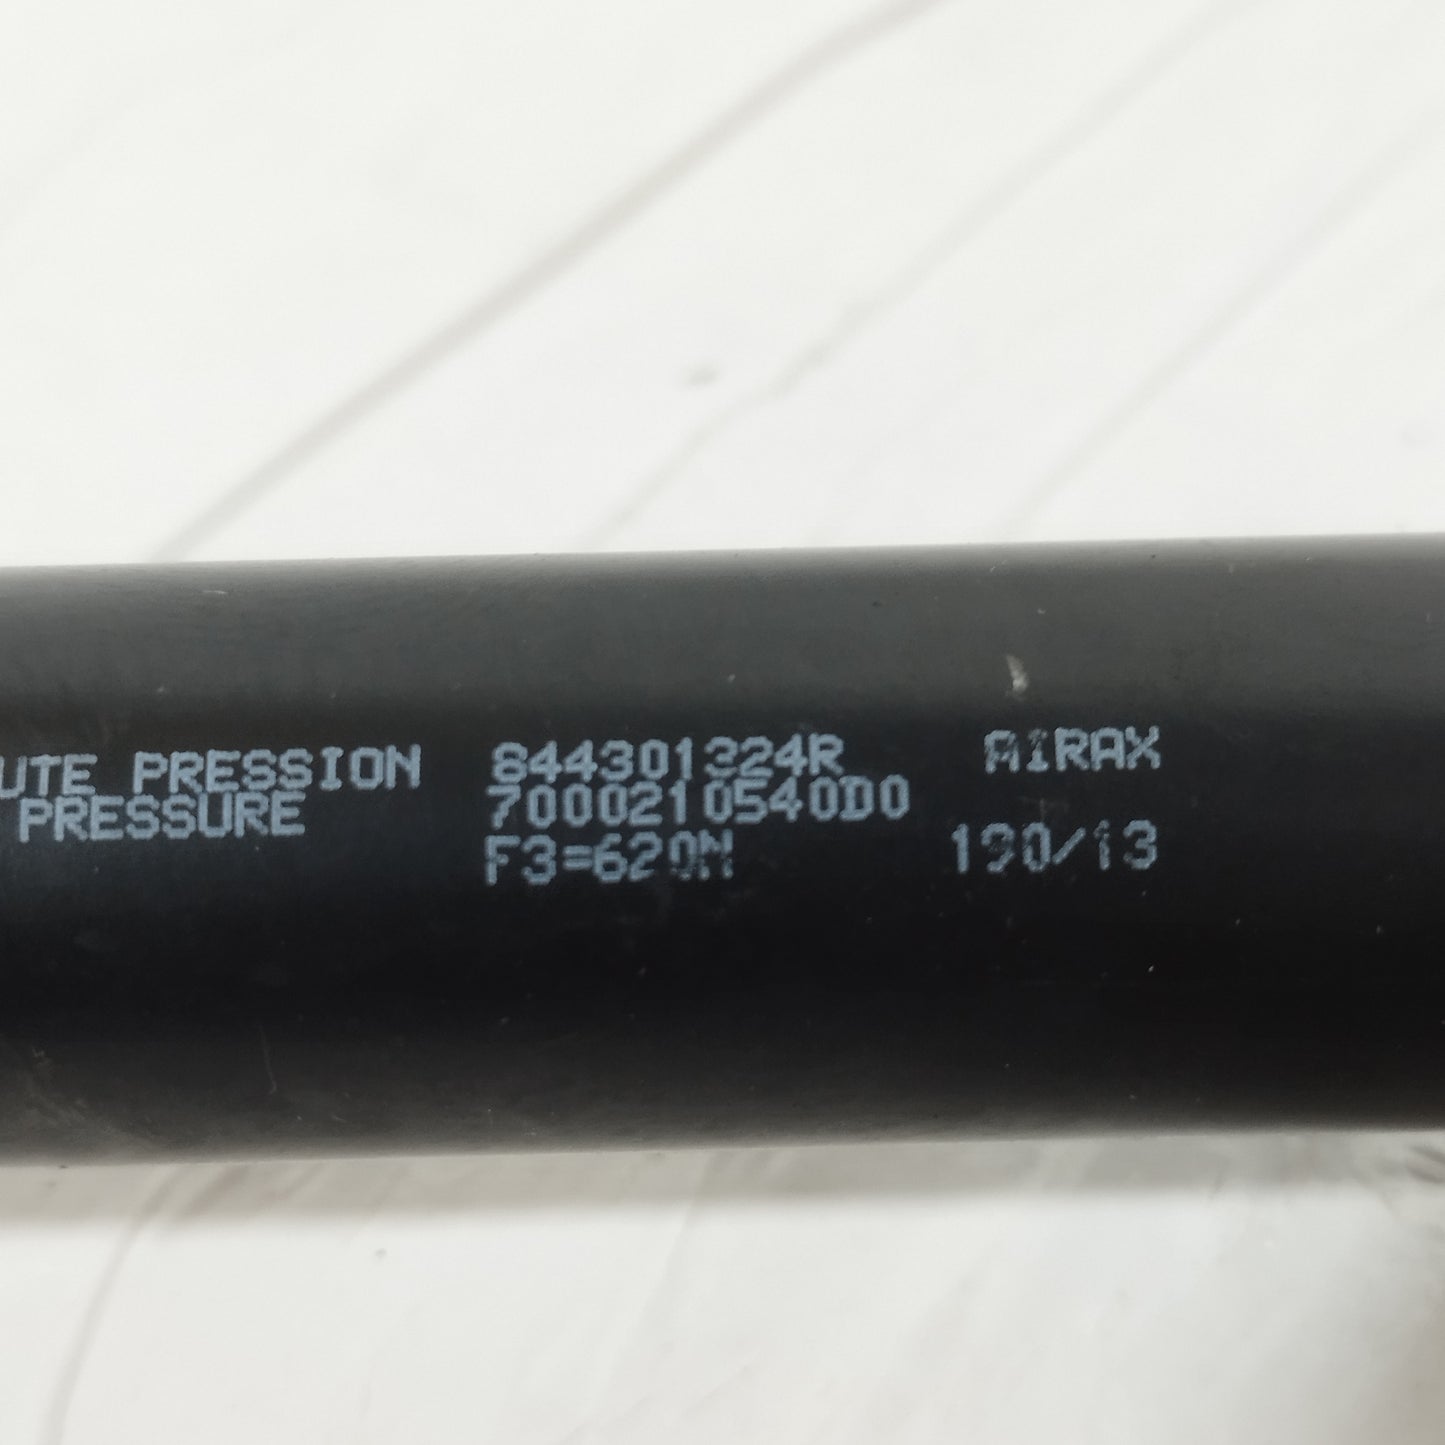 UTE PRESSION 844301324R AIRAX
PRESSURE 7000210540D0
F3=620N 190/13